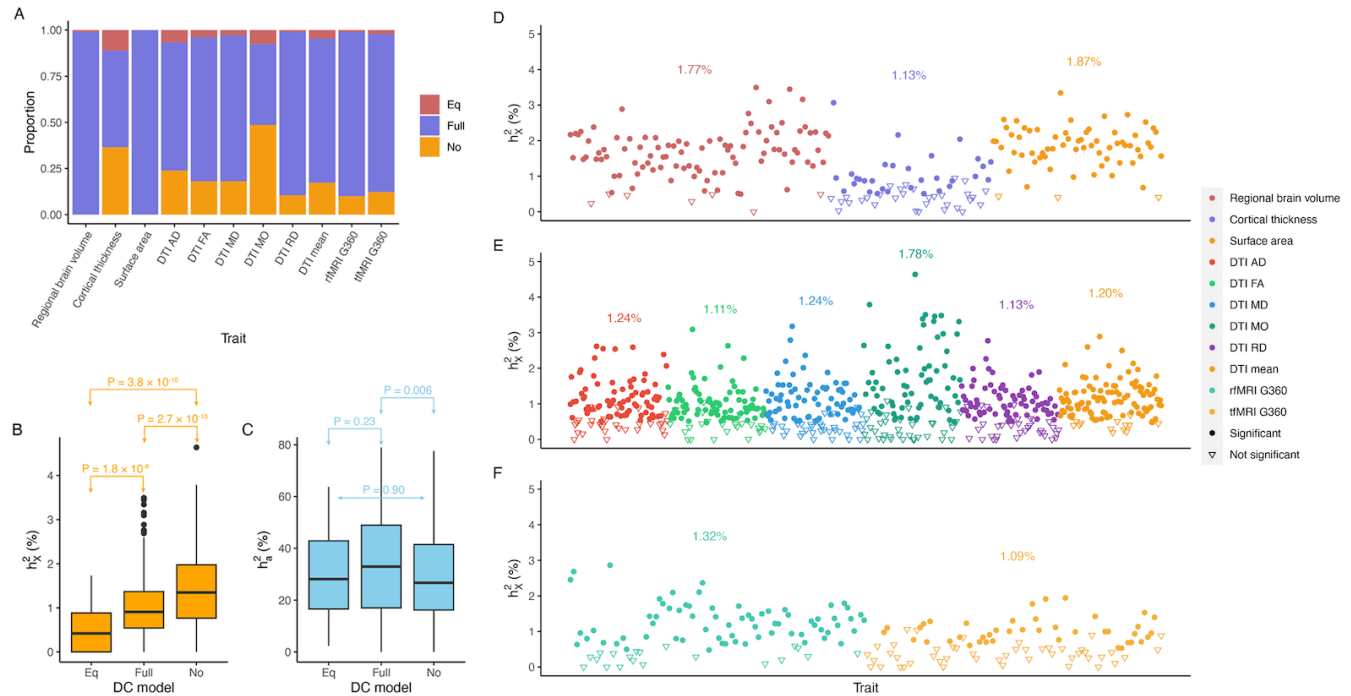 A
1.00
0.75
0.50
0.25
0.00
Proportion
Regional brain volume
Cortical thickness
Surface area
DTI AD
DTI FA
DTI MD
DTI MO
DTI RD
DTI mean
rfMRI G360
tfMRI G360
Trait
Eq
Full
No
B
P = 3.8 × 10⁻¹⁰
P = 2.7 × 10⁻¹⁰
4
3
2
1
0
h²X (%)
Eq
Full
No
DC model
C
P = 0.006
P = 0.23
P = 0.90
80
60
40
20
0
h²a (%)
Eq
Full
No
DC model
D
5
4
3
2
1
0
h²X (%)
1.77%
1.13%
1.87%
E
5
4
3
2
1
0
h²X (%)
1.24%
1.11%
1.24%
1.78%
1.13%
1.20%
F
5
4
3
2
1
0
h²X (%)
1.32%
1.09%
Trait
Regional brain volume
Cortical thickness
Surface area
DTI AD
DTI FA
DTI MD
DTI MO
DTI RD
DTI mean
rfMRI G360
tfMRI G360
Significant
Not significant